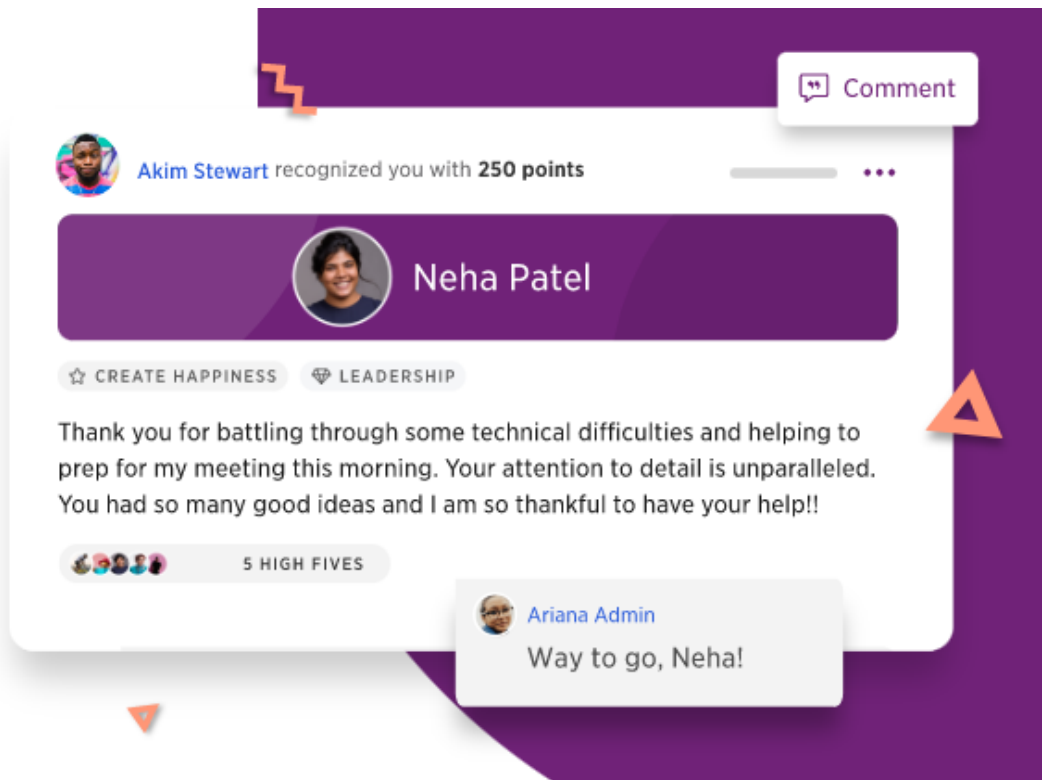 Comment
Akim Stewart recognized you with 250 points
Neha Patel
CREATE HAPPINESS LEADERSHIP
Thank you for battling through some technical difficulties and helping to
prep for my meeting this morning. Your attention to detail is unparalleled.
You had so many good ideas and I am so thankful to have your help!!
5 HIGH FIVES
Ariana Admin
Way to go, Neha!